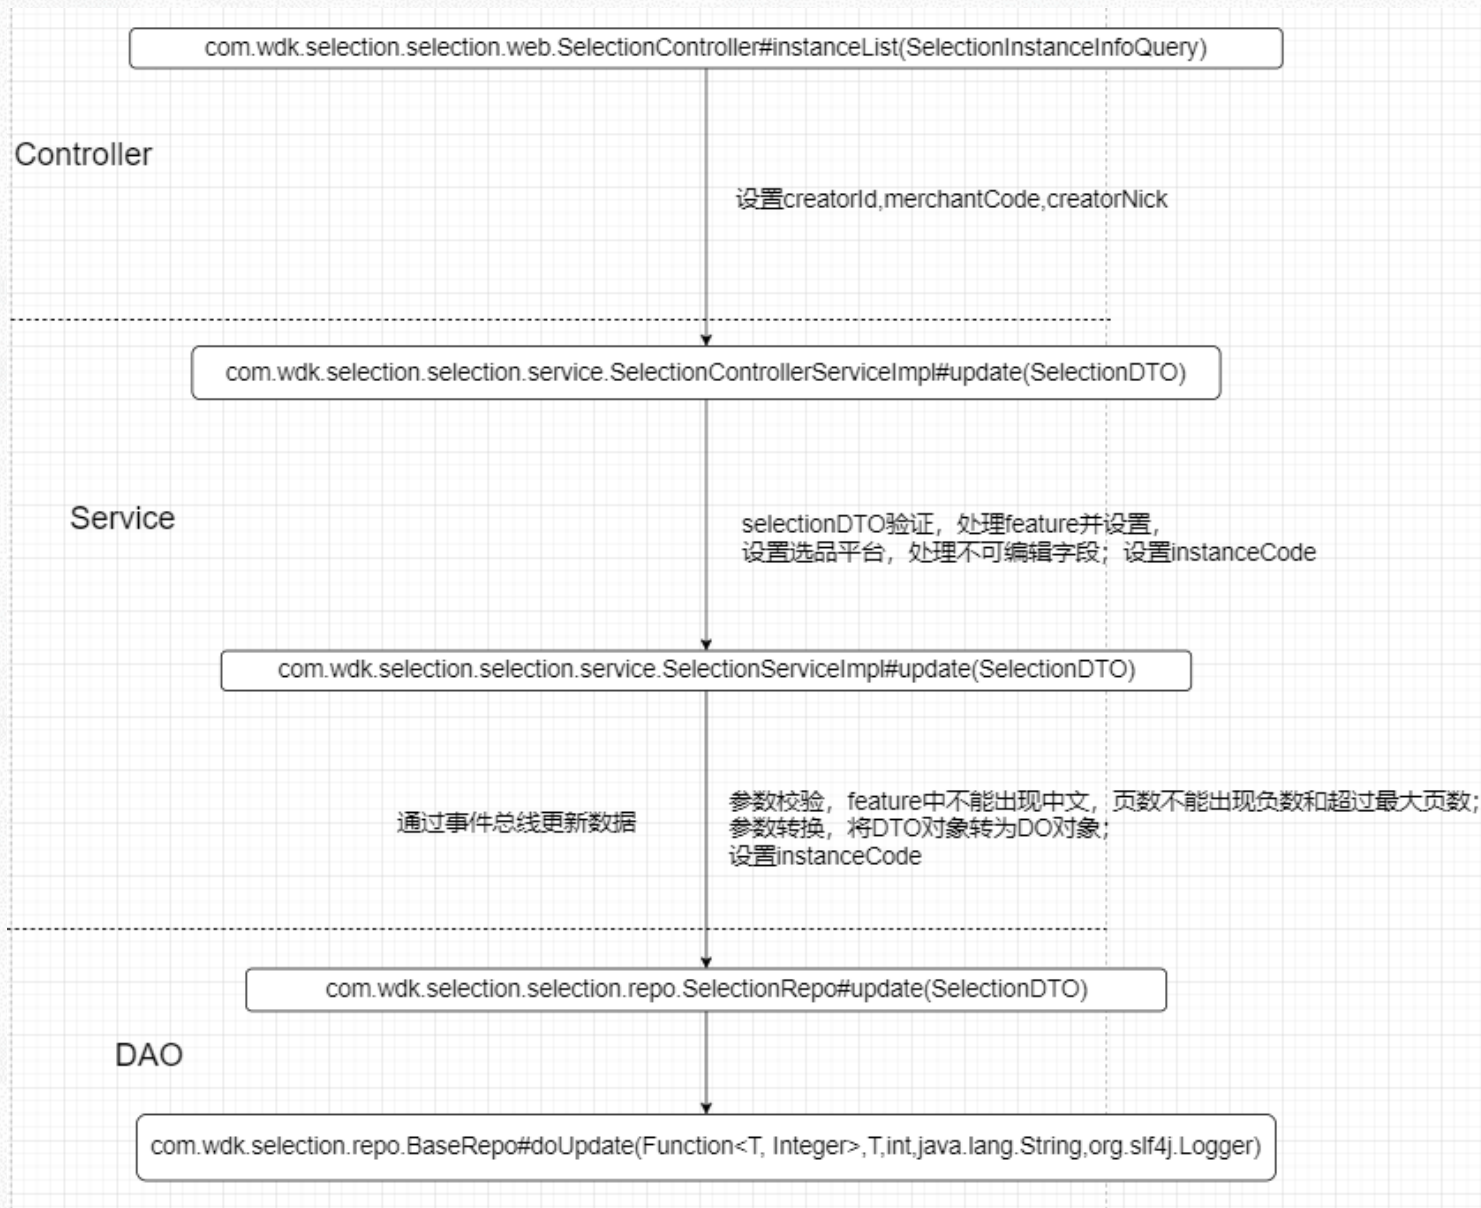 com.wdk.selection.selection.web.SelectionController#instanceList(SelectionInstanceInfoQuery)
Controller
设置creatorId,merchantCode,creatorNick
com.wdk.selection.selection.service.SelectionControllerServiceImpl#update(SelectionDTO)
Service
selectionDTO验证，处理feature并设置，
设置选品平台，处理不可编辑字段；设置instanceCode
com.wdk.selection.selection.service.SelectionServiceImpl#update(SelectionDTO)
通过事件总线更新数据
参数校验，feature中不能出现中文，页数不能出现负数和超过最大页数；
参数转换，将DTO对象转为DO对象；
设置instanceCode
com.wdk.selection.selection.repo.SelectionRepo#update(SelectionDTO)
DAO
com.wdk.selection.repo.BaseRepo#doUpdate(Function<T, Integer>,T,int,java.lang.String,org.slf4j.Logger)